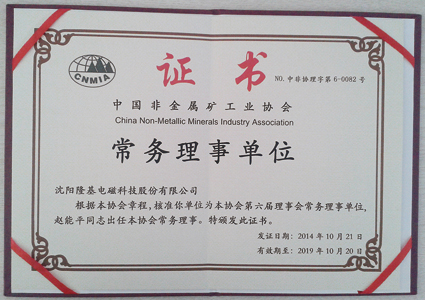 CNMIA
证书
NO.中非协理字第6-0082号
中国非金属矿工业协会
China Non-Metallic Minerals Industry Association
常务理事单位
沈阳隆基电磁科技股份有限公司
根据本协会章程,核准你单位为本协会第六届理事会常务理事单位,
赵能平同志出任本协会常务理事。特颁发此证书。
发证日期:2014年10月21日
有效期至:2019年10月20日